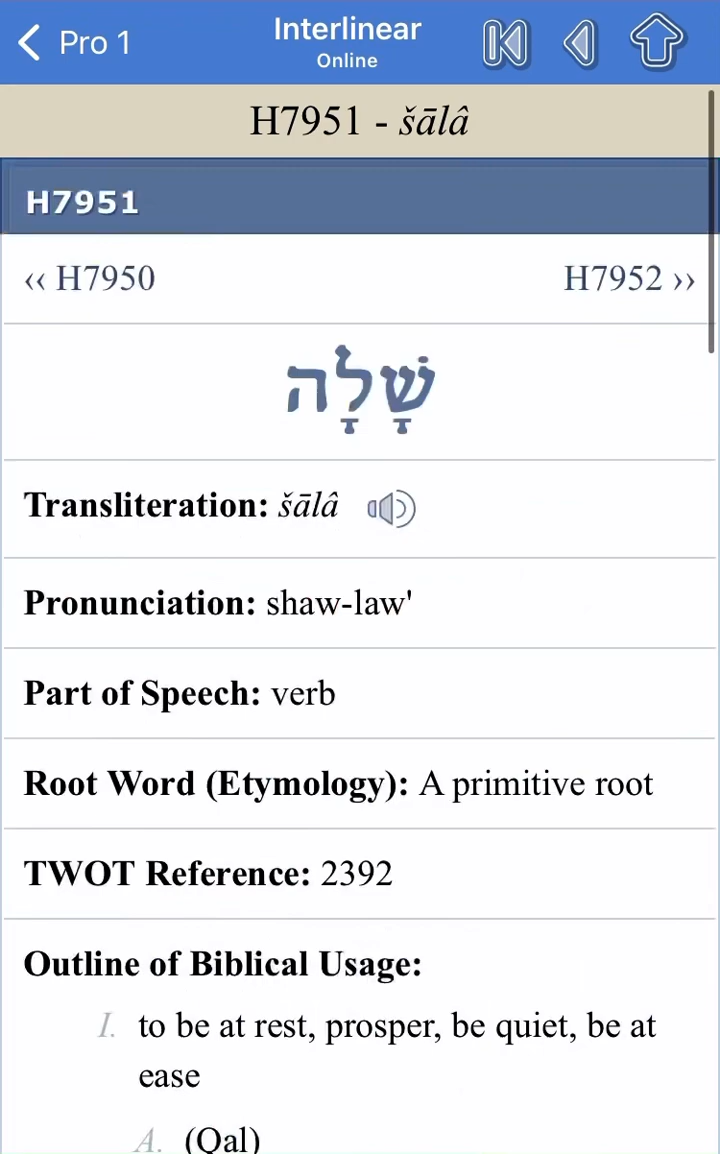 Pro 1
Interlinear
Online
H7951 - šālâ
H7951
‹‹ H7950
H7952 ››
שָׁלָה
Transliteration: šālâ
Pronunciation: shaw-law'
Part of Speech: verb
Root Word (Etymology): A primitive root
TWOT Reference: 2392
Outline of Biblical Usage:
I. to be at rest, prosper, be quiet, be at
ease
A. (Qal)